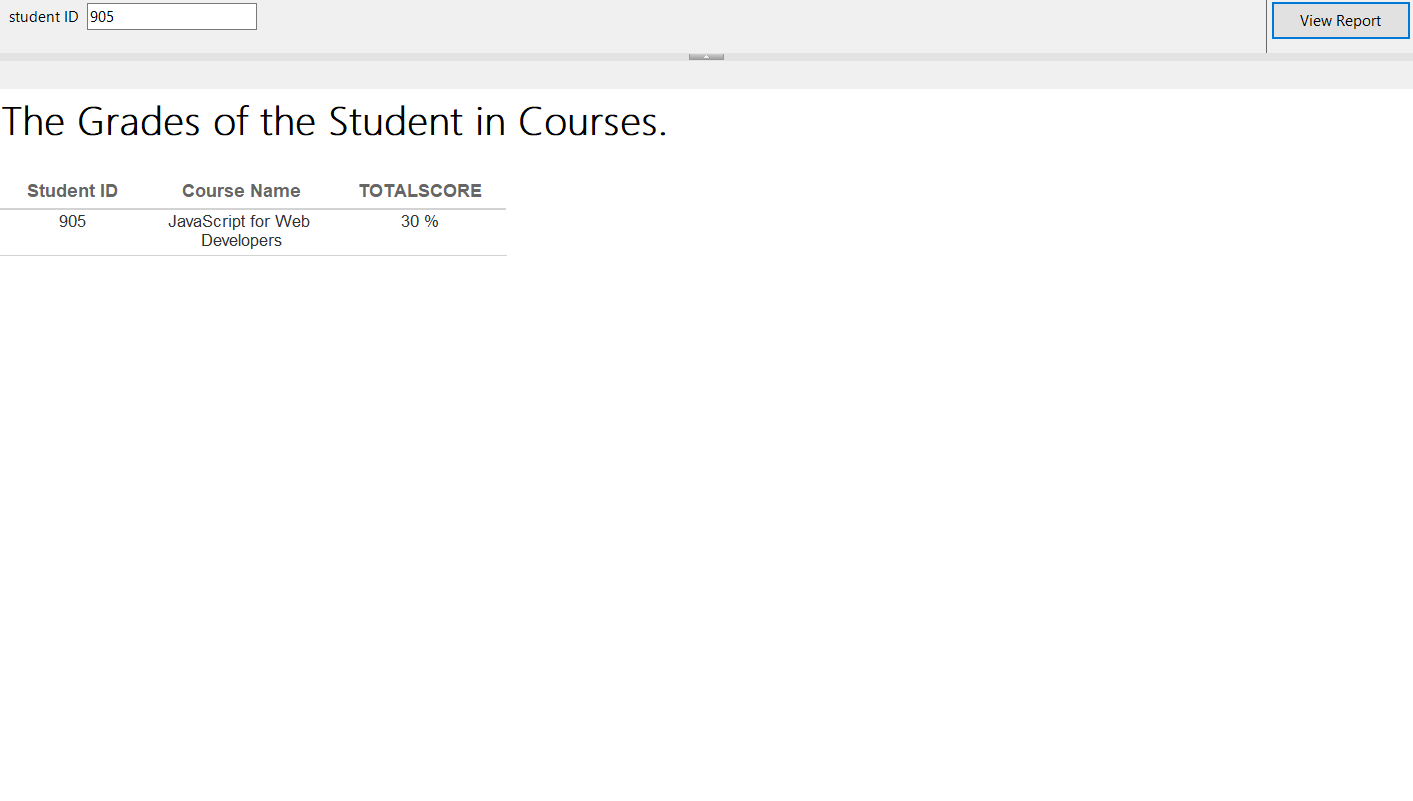 student ID 905 View Report
The Grades of the Student in Courses.
Student ID Course Name TOTALSCORE
905 JavaScript for Web 30 %
Developers